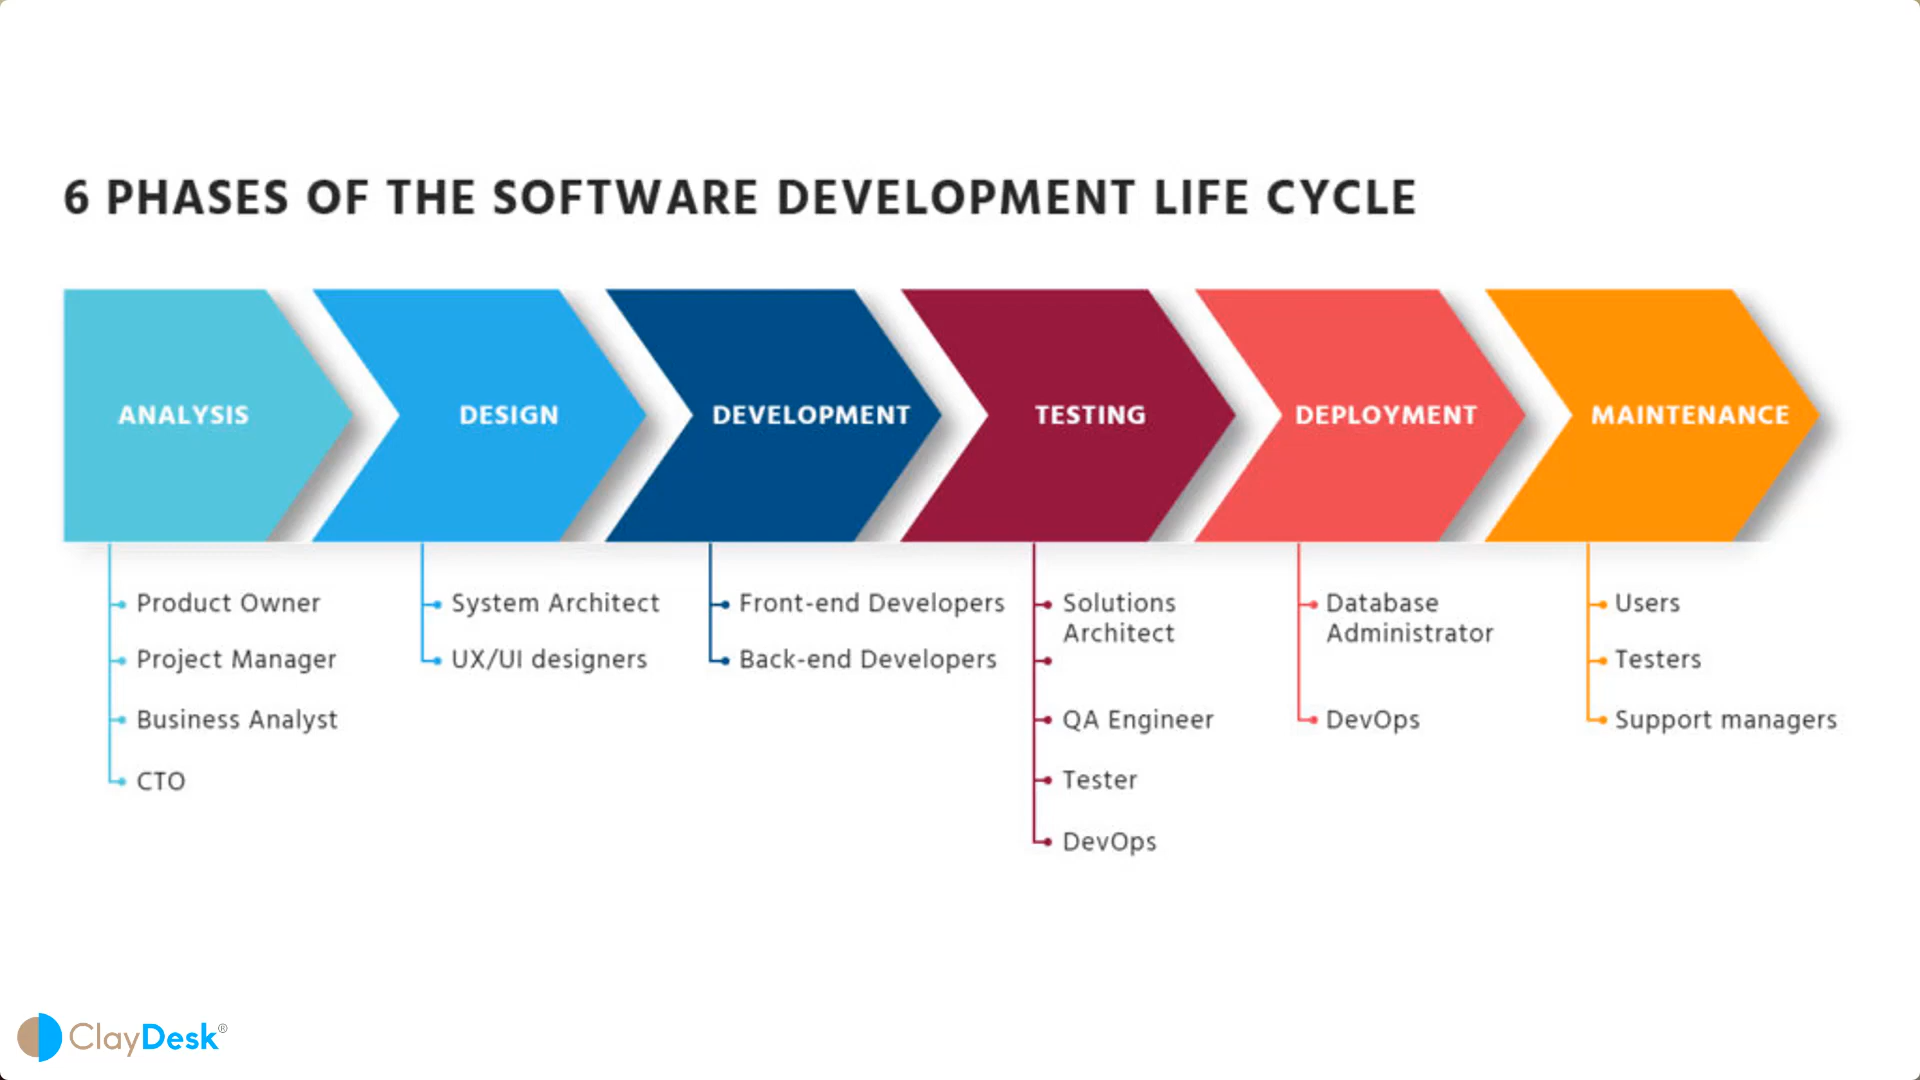 6 PHASES OF THE SOFTWARE DEVELOPMENT LIFE CYCLE
ANALYSIS
Product Owner
Project Manager
Business Analyst
CTO
DESIGN
System Architect
UX/UI designers
DEVELOPMENT
Front-end Developers
Back-end Developers
TESTING
Solutions
Architect
QA Engineer
Tester
DevOps
DEPLOYMENT
Database
Administrator
DevOps
MAINTENANCE
Users
Testers
Support managers
ClayDesk®